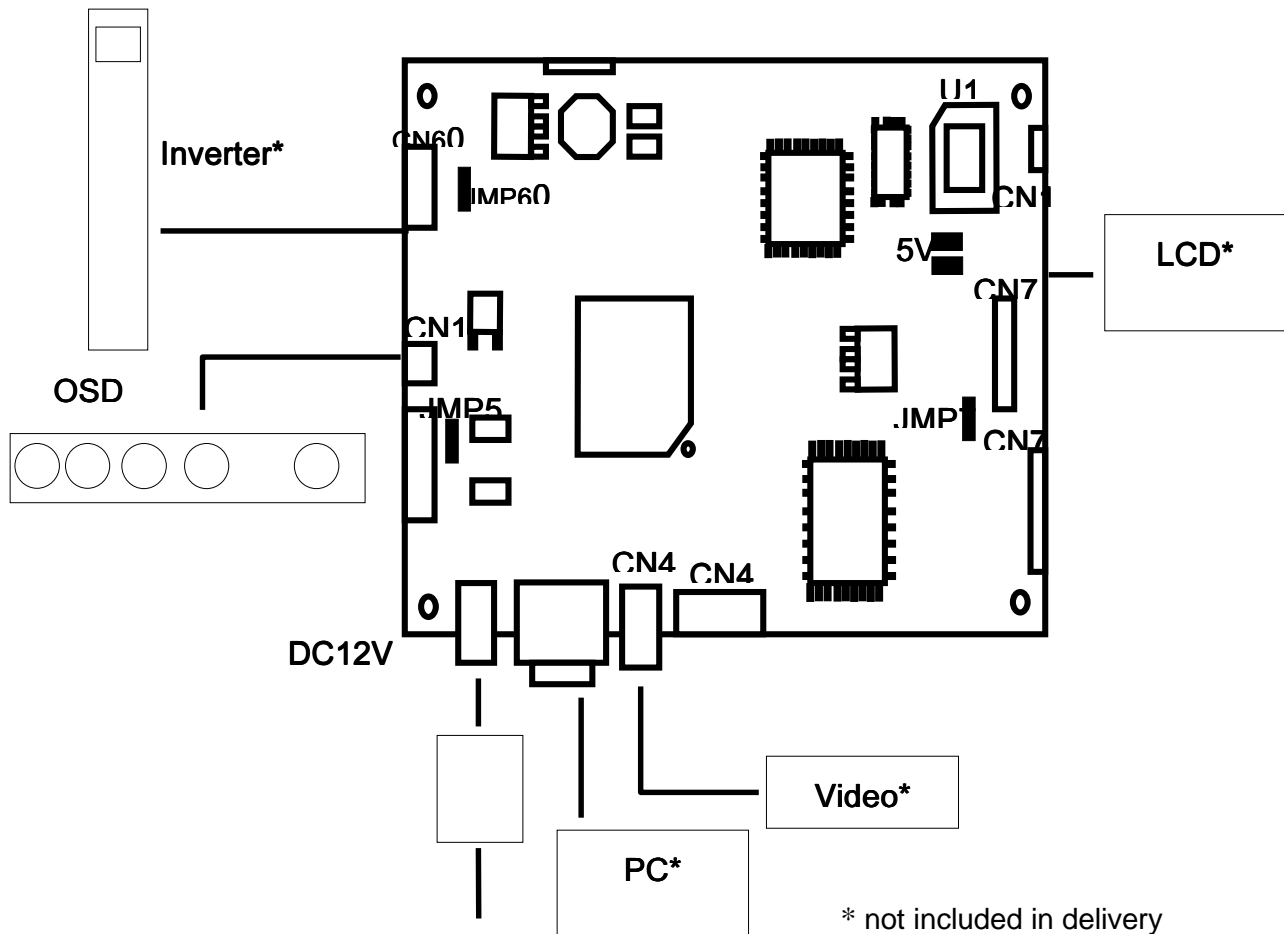 U1
CN60
Inverter*
JMP60
CN1
5V
LCD*
CN7
CN1
OSD
JMP5
JMP7
CN7
CN4
CN4
DC12V
Video*
PC*
* not included in delivery